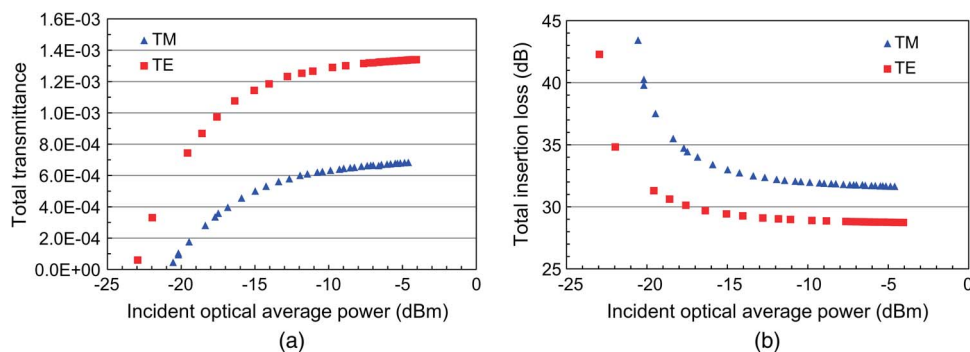 1.6E-03
1.4E-03
1.2E-03
1.0E-03
8.0E-04
6.0E-04
4.0E-04
2.0E-04
0.0E+00
Total transmittance
TM
TE
-25 -20 -15 -10 -5 0
Incident optical average power (dBm)
(a)
45
40
35
30
25
Total insertion loss (dB)
TM
TE
-25 -20 -15 -10 -5 0
Incident optical average power (dBm)
(b)